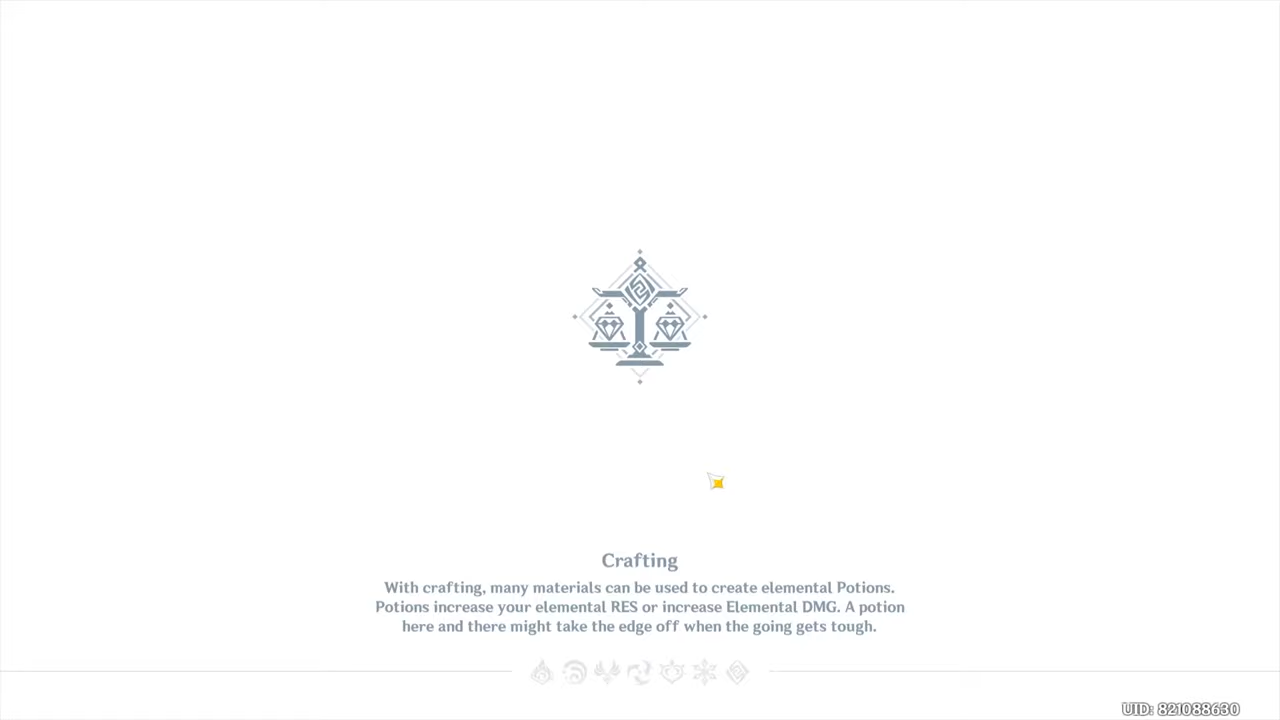 Crafting
With crafting, many materials can be used to create elemental Potions.
Potions increase your elemental RES or increase Elemental DMG. A potion
here and there might take the edge off when the going gets tough.
UID: 821088630